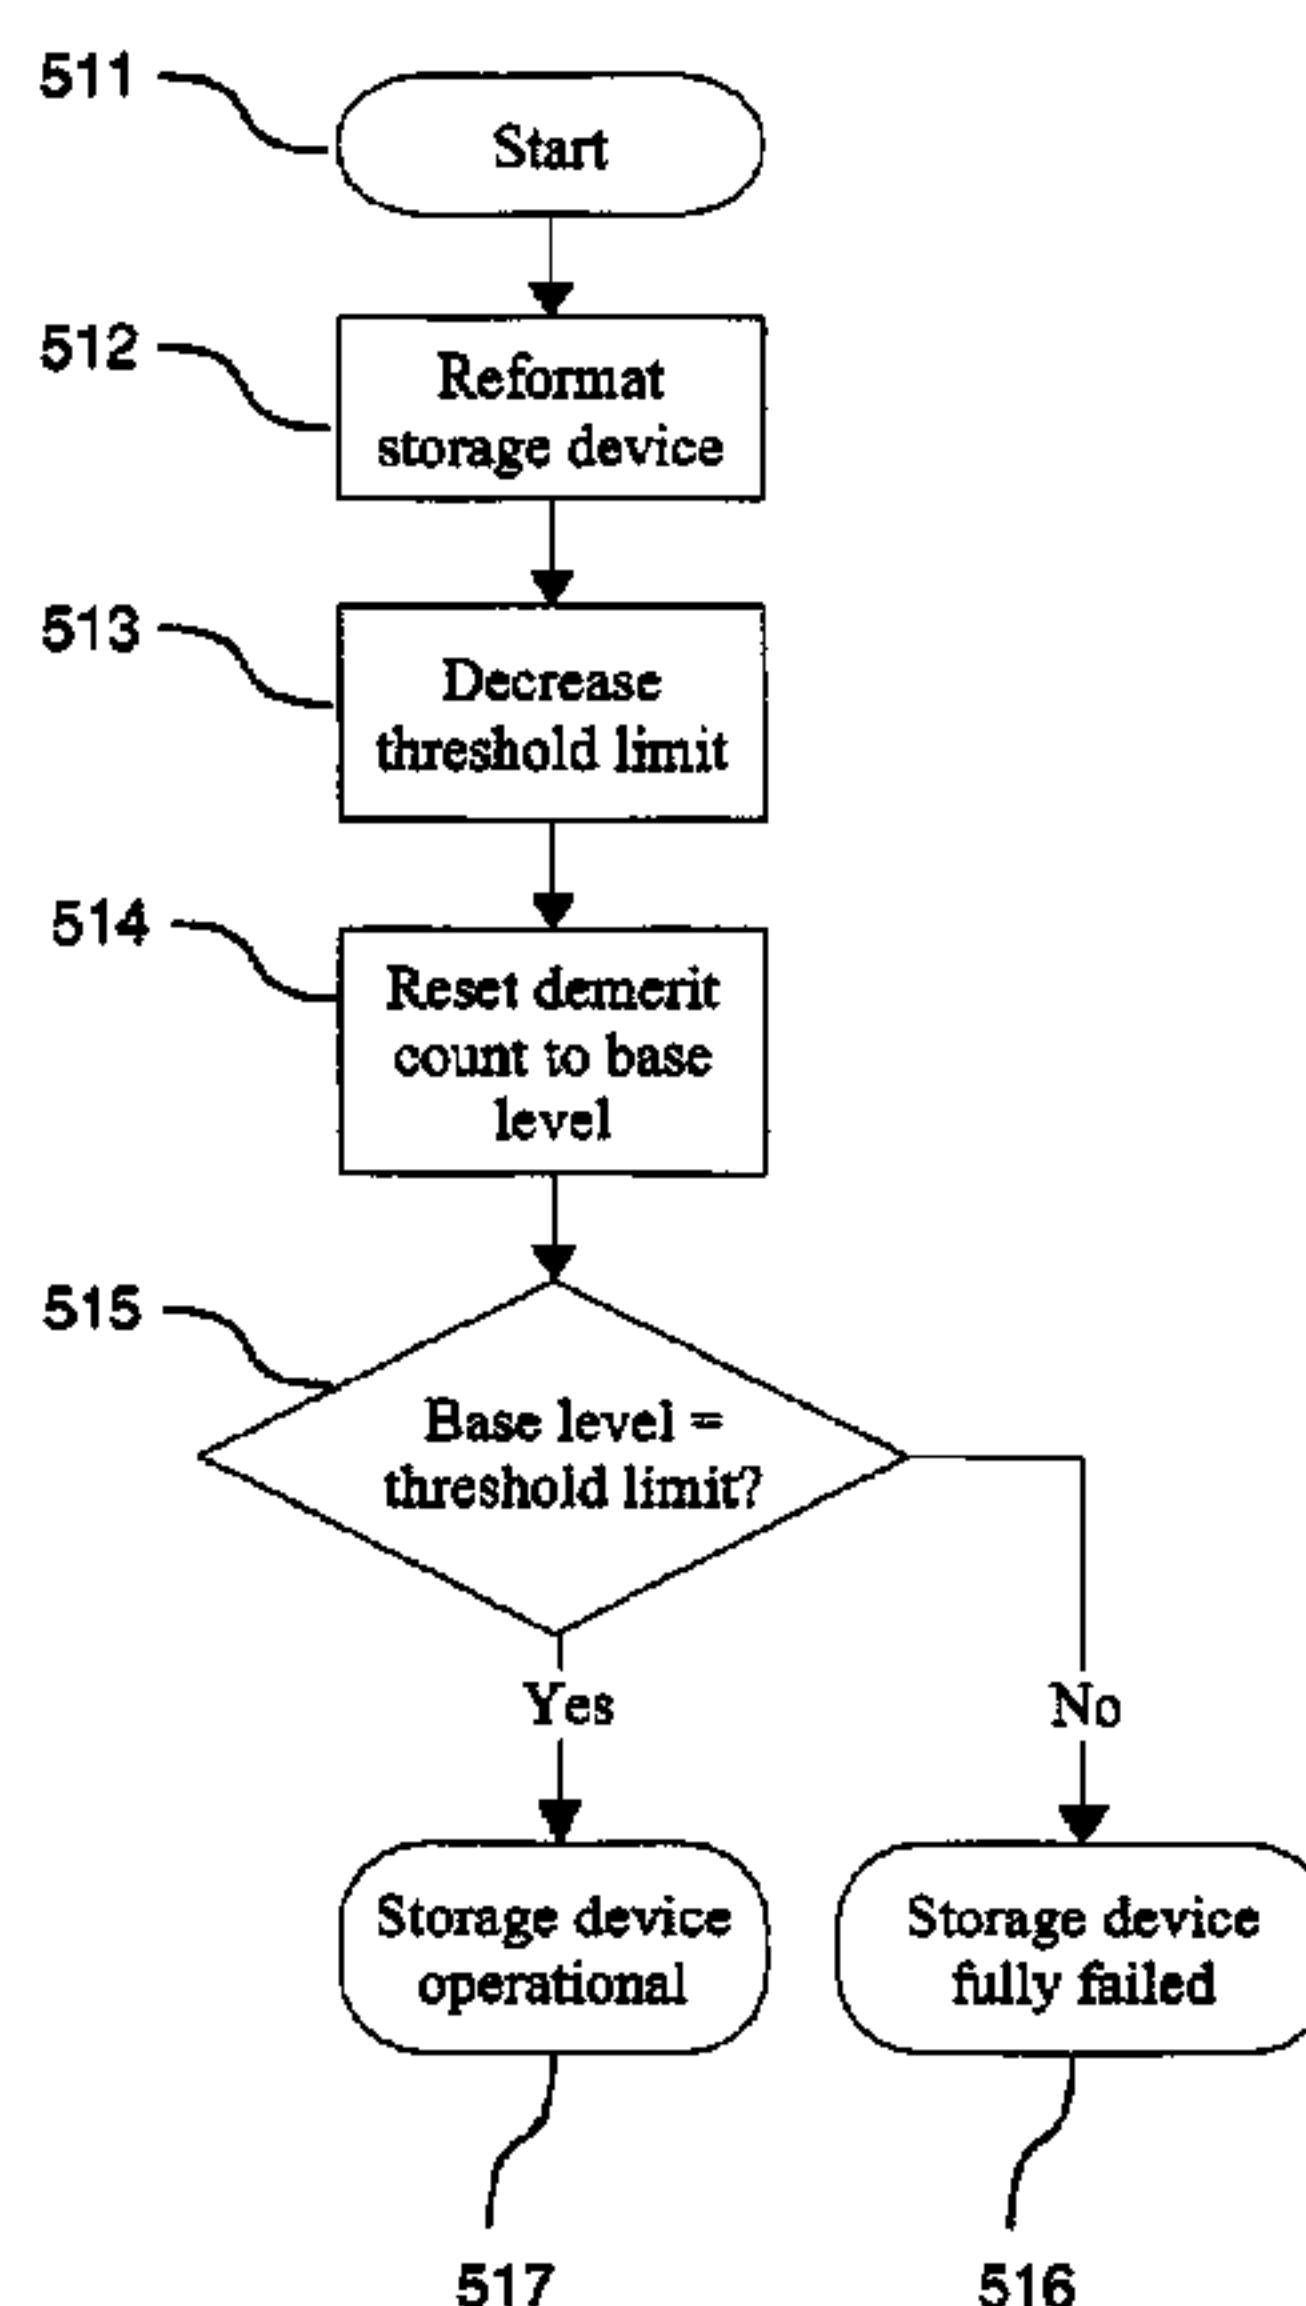 511
Start
512
Reformat
storage device
513
Decrease
threshold limit
514
Reset demerit
count to base
level
515
Base level =
threshold limit?
Yes
No
Storage device
operational
Storage device
fully failed
517
516